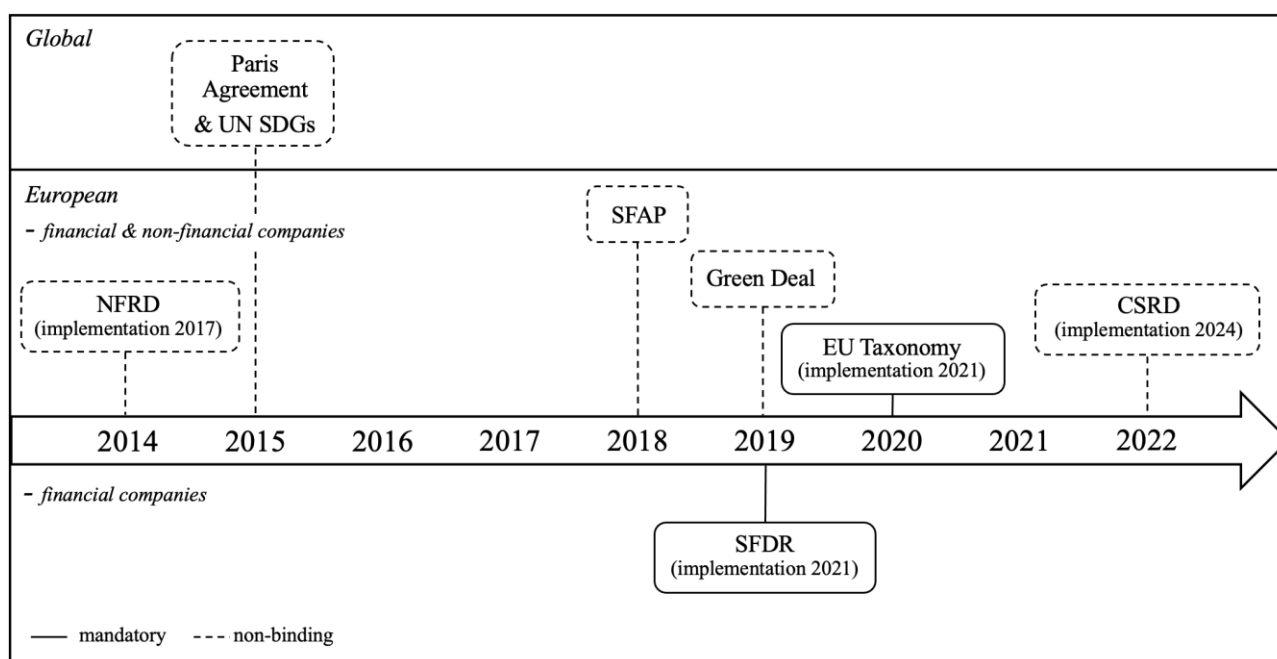 Global
Paris
Agreement
& UN SDGs
European
- financial & non-financial companies
SFAP
Green Deal
NFRD
(implementation 2017)
CSRD
(implementation 2024)
EU Taxonomy
(implementation 2021)
2014 2015 2016 2017 2018 2019 2020 2021 2022
- financial companies
SFDR
(implementation 2021)
mandatory
non-binding